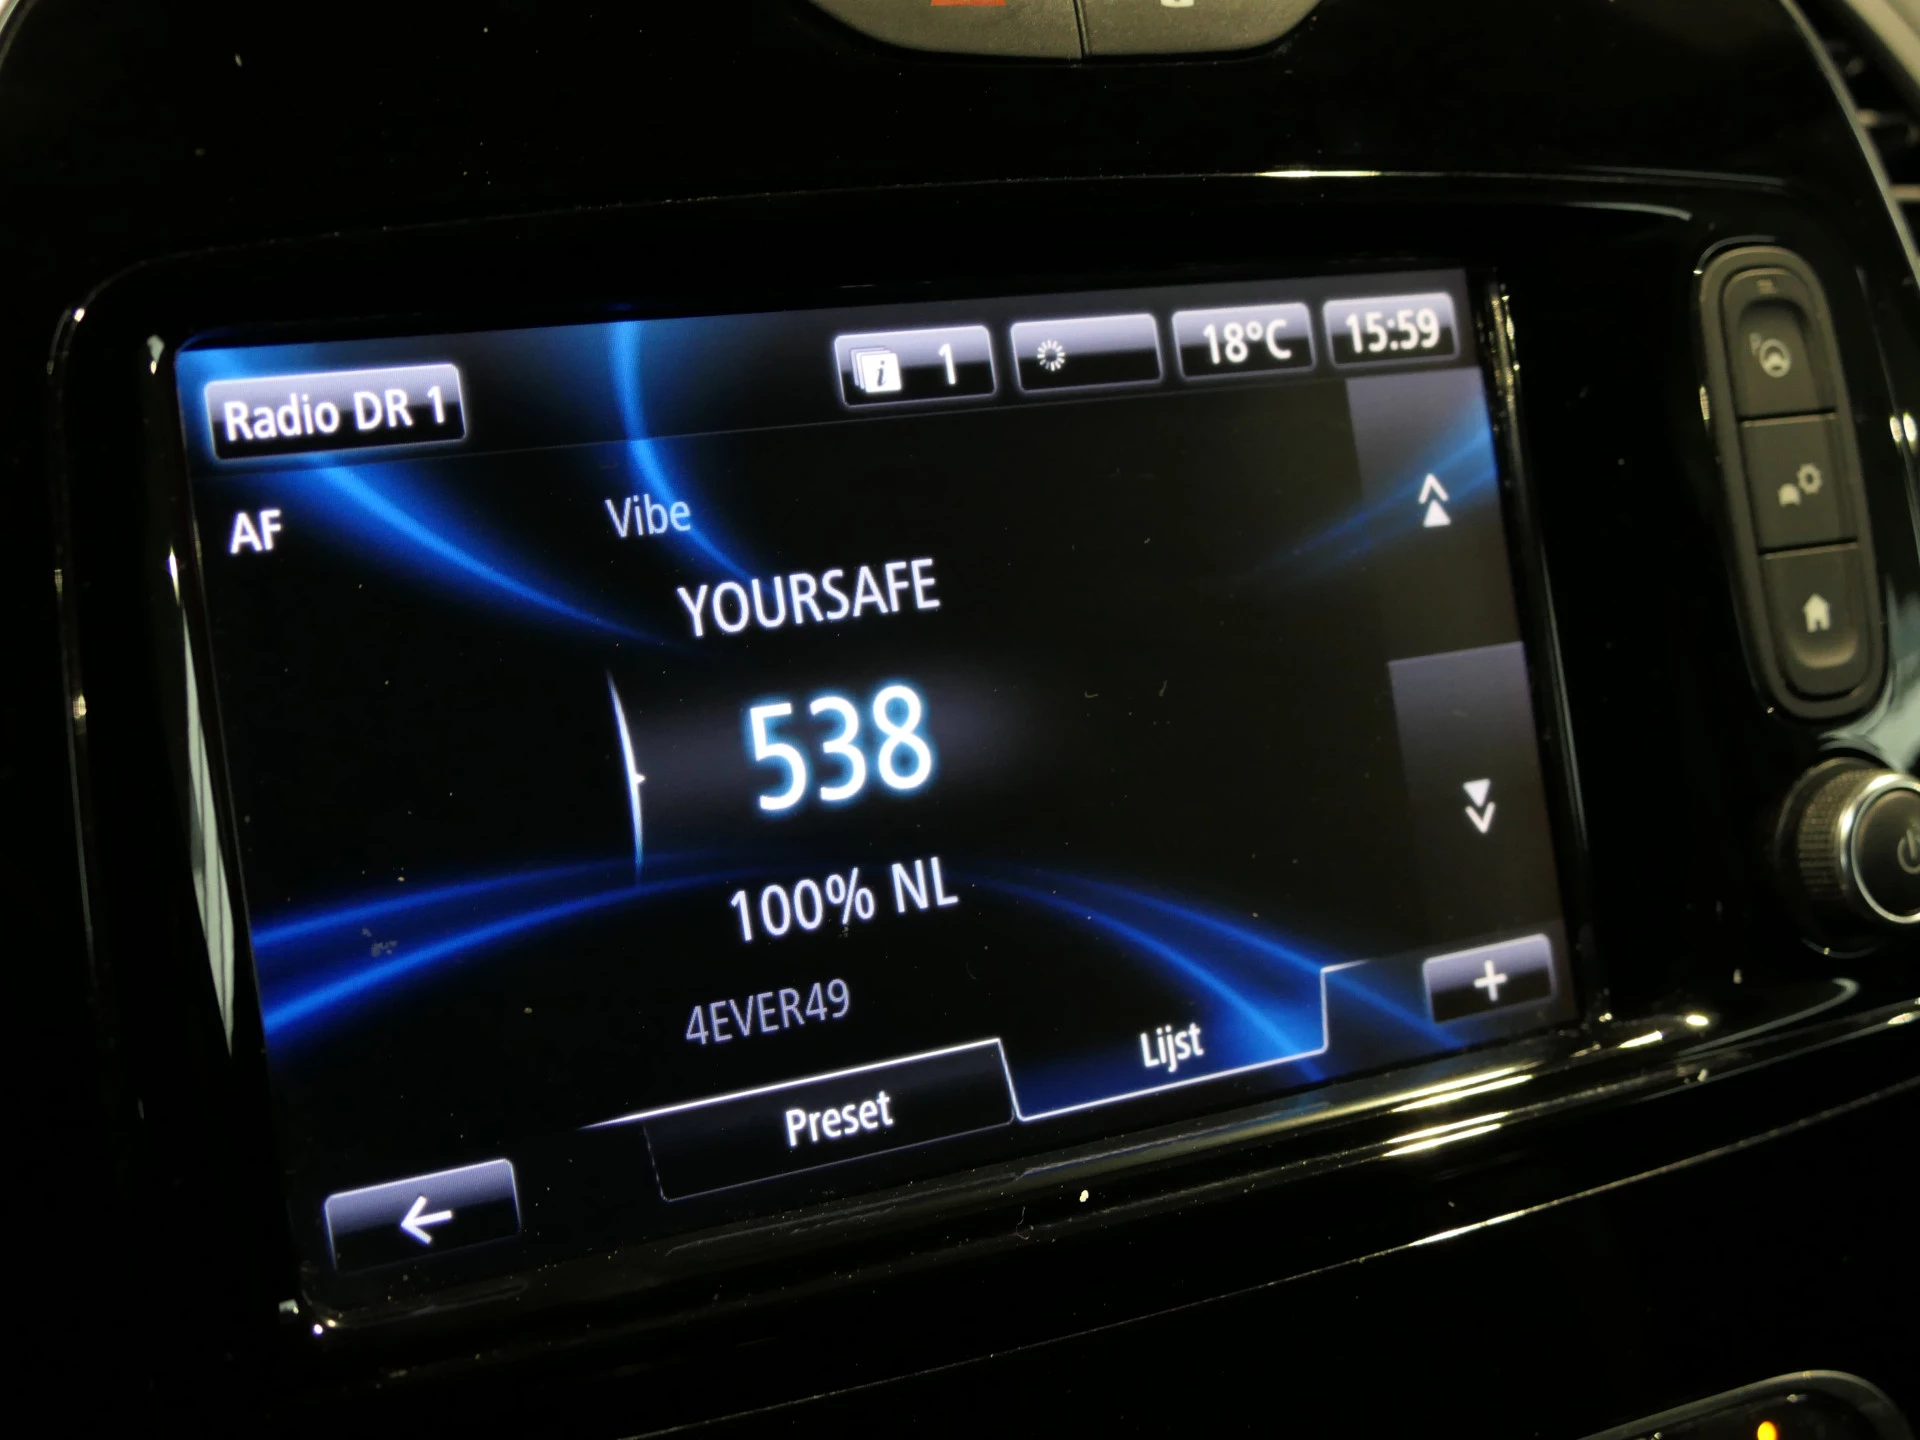 Radio DR 1
1
18°C
15:59
AF
Vibe
YOURSAFE
538
100% NL
4EVER49
Lijst
+
Preset